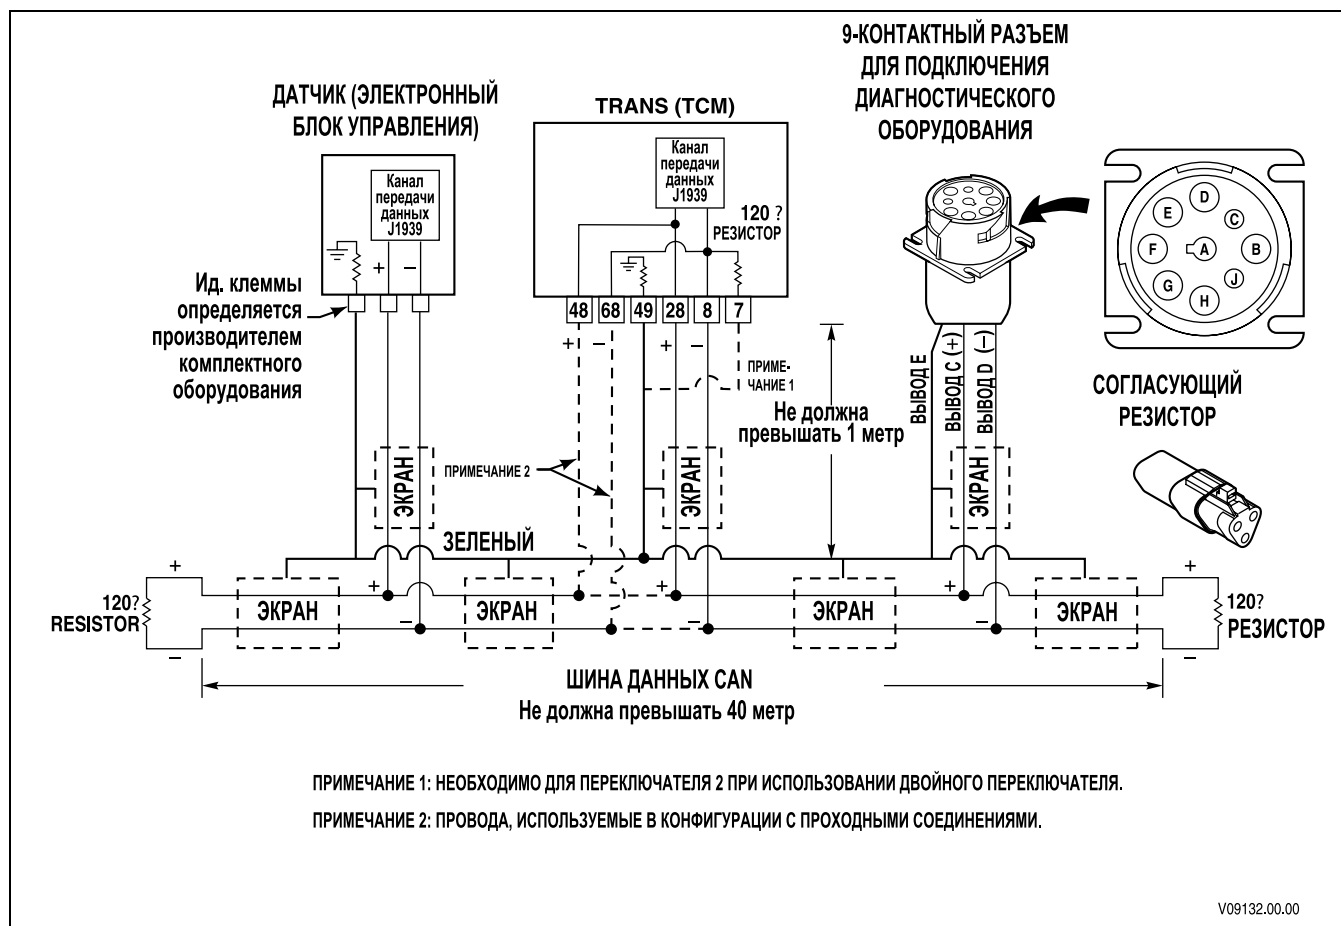 9-КОНТАКТНЫЙ РАЗЪЕМ
ДЛЯ ПОДКЛЮЧЕНИЯ
ДИАГНОСТИЧЕСКОГО
ОБОРУДОВАНИЯ
ДАТЧИК (ЭЛЕКТРОННЫЙ
БЛОК УПРАВЛЕНИЯ)
TRANS (TCM)
Канал
передачи
данных
J1939
Канал
передачи
данных
J1939
120 ?
РЕЗИСТОР
+ −
Ид. клеммы
определяется
производителем
комплектного
оборудования
48 68 49 28 8 7
+ − + −
ПРИМЕ-
ЧАНИЕ 1
Не должна
превышать 1 метр
ВЫВОД E
ВЫВОД C (+)
ВЫВОД D (−)
D
E
C
F
A
B
G
J
H
СОГЛАСУЮЩИЙ
РЕЗИСТОР
ЭКРАН
ПРИМЕЧАНИЕ 2
ЭКРАН
ЭКРАН
ЗЕЛЕНЫЙ
+
120?
RESISTOR
−
ЭКРАН
+
−
ЭКРАН
+
−
ЭКРАН
+
−
ЭКРАН
+
120?
РЕЗИСТОР
−
ШИНА ДАННЫХ CAN
Не должна превышать 40 метр
ПРИМЕЧАНИЕ 1: НЕОБХОДИМО ДЛЯ ПЕРЕКЛЮЧАТЕЛЯ 2 ПРИ ИСПОЛЬЗОВАНИИ ДВОЙНОГО ПЕРЕКЛЮЧАТЕЛЯ.
ПРИМЕЧАНИЕ 2: ПРОВОДА, ИСПОЛЬЗУЕМЫЕ В КОНФИГУРАЦИИ С ПРОХОДНЫМИ СОЕДИНЕНИЯМИ.
V09132.00.00